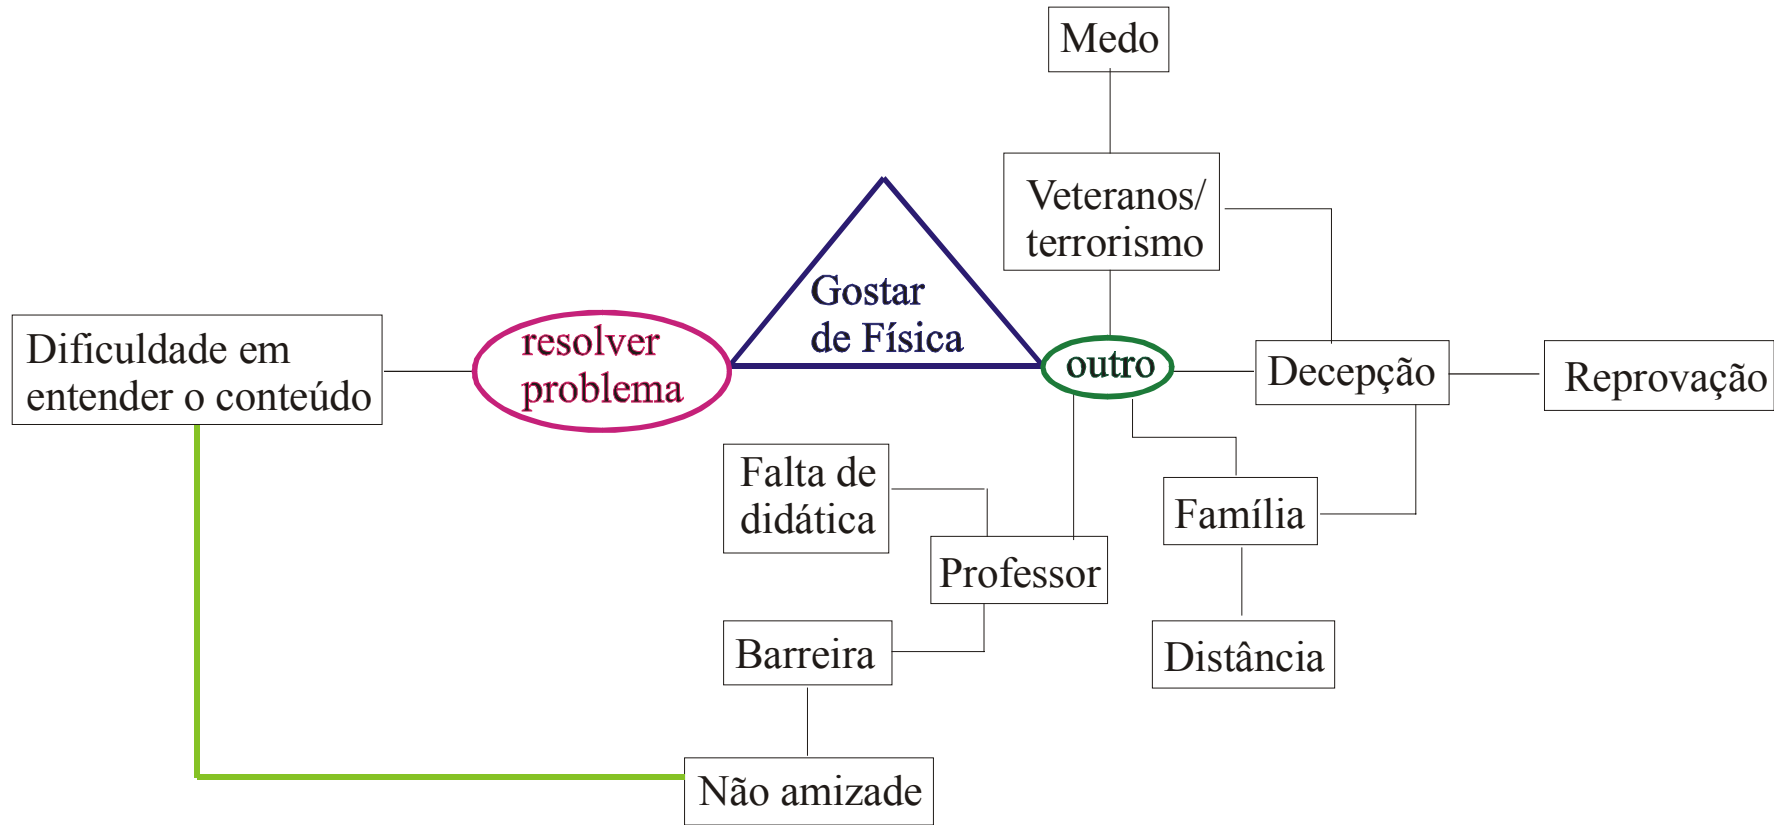 Medo
Veteranos/
terrorismo
Gostar
de Física
resolver
problema
outro
Dificuldade em
entender o conteúdo
Decepção
Reprovação
Falta de
didática
Família
Professor
Barreira
Distância
Não amizade